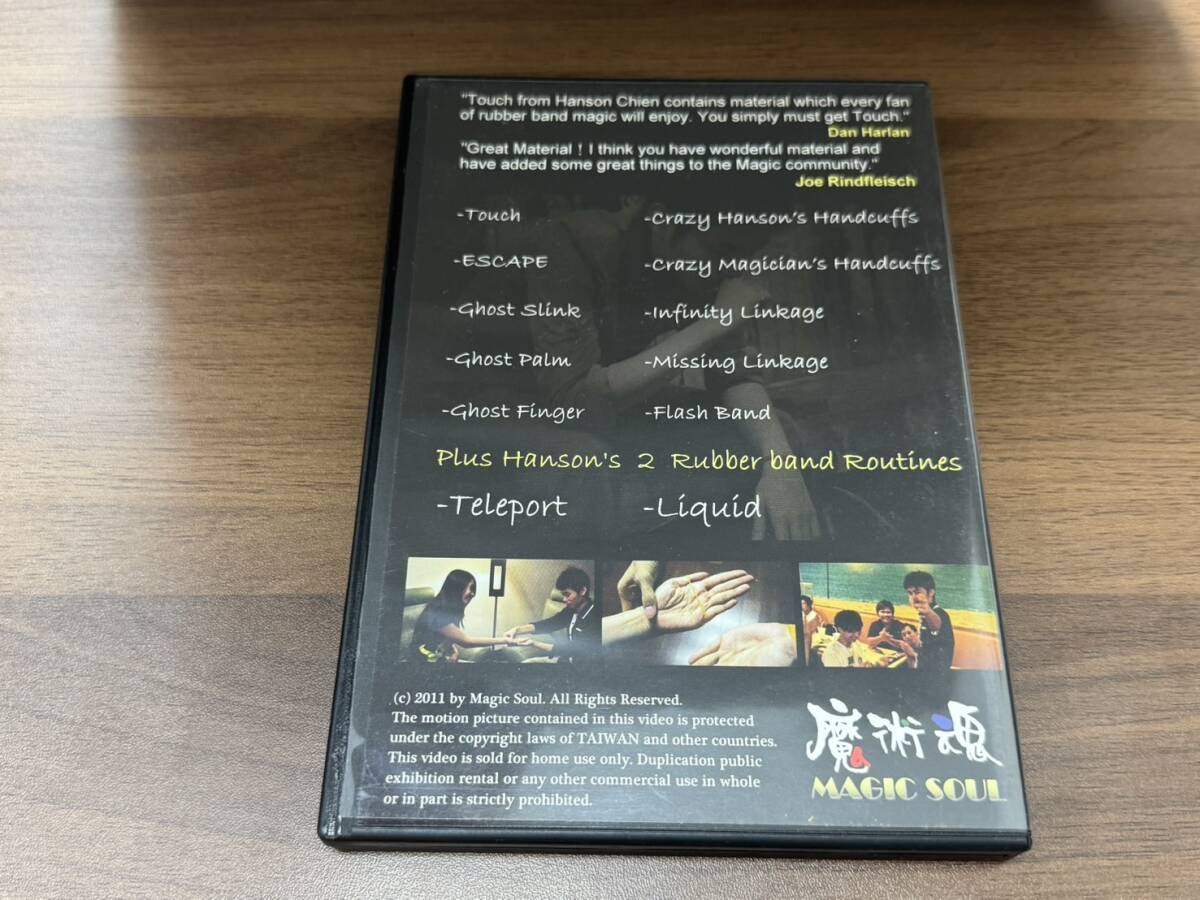 "Touch from Hanson Chien contains material which every fan
of rubber band magic will enjoy. You simply must get Touch."
Dan Harlan
"Great Material ! I think you have wonderful material and
have added some great things to the Magic community."
Joe Rindfleisch
-Touch
-Crazy Hanson's Handcuffs
-ESCAPE
-Crazy Magician's Handcuffs
-Ghost Slink
-Infinity Linkage
-Ghost Palm
-Missing Linkage
-Ghost Finger
-Flash Band
Plus Hanson's 2 Rubber band Routines
-Teleport
-Liquid
(c) 2011 by Magic Soul. All Rights Reserved.
The motion picture contained in this video is protected
under the copyright laws of TAIWAN and other countries.
This video is sold for home use only. Duplication public
exhibition rental or any other commercial use in whole
or in part is strictly prohibited.
魔術魂
MAGIC SOUL